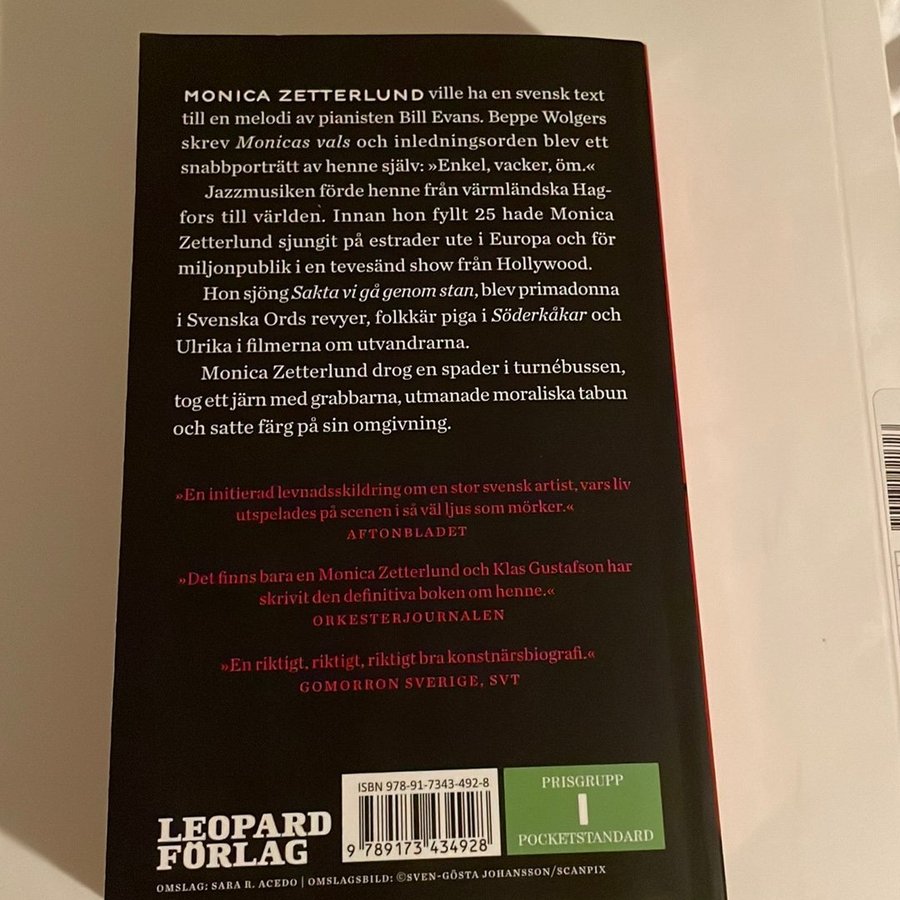 MONICA ZETTERLUND ville ha en svensk text
till en melodi av pianisten Bill Evans. Beppe Wolgers
skrev Monicas vals och inledningsorden blev ett
snabbporträtt av henne själv: »Enkel, vacker, öm.«
Jazzmusiken förde henne från värmländska Hag-
fors till världen. Innan hon fyllt 25 hade Monica
Zetterlund sjungit på estrader ute i Europa och för
miljonpublik i en tevesänd show från Hollywood.
Hon sjöng Sakta vi gå genom stan, blev primadonna
i Svenska Ords revyer, folkkär piga i Söderkåkar och
Ulrika i filmerna om utvandrarna.
Monica Zetterlund drog en spader i turnébussen,
tog ett järn med grabbarna, utmanade moraliska tabun
och satte färg på sin omgivning.
»En initierad levnadsskildring om en stor svensk artist, vars liv
utspelades på scenen i så väl ljus som mörker.«
AFTONBLADET
»Det finns bara en Monica Zetterlund och Klas Gustafson har
skrivit den definitiva boken om henne.«
ORKESTERJOURNALEN
»En riktigt, riktigt, riktigt bra konstnärsbiografi.«
GOMORRON SVERIGE, SVT
LEOPARD
FÖRLAG
ISBN 978-91-7343-492-8
9 789173 434928
PRISGRUPP
I
POCKETSTANDARD
OMSLAG: SARA R. ACEDO | OMSLAGSBILD: ©SVEN-GÖSTA JOHANSSON/SCANPIX